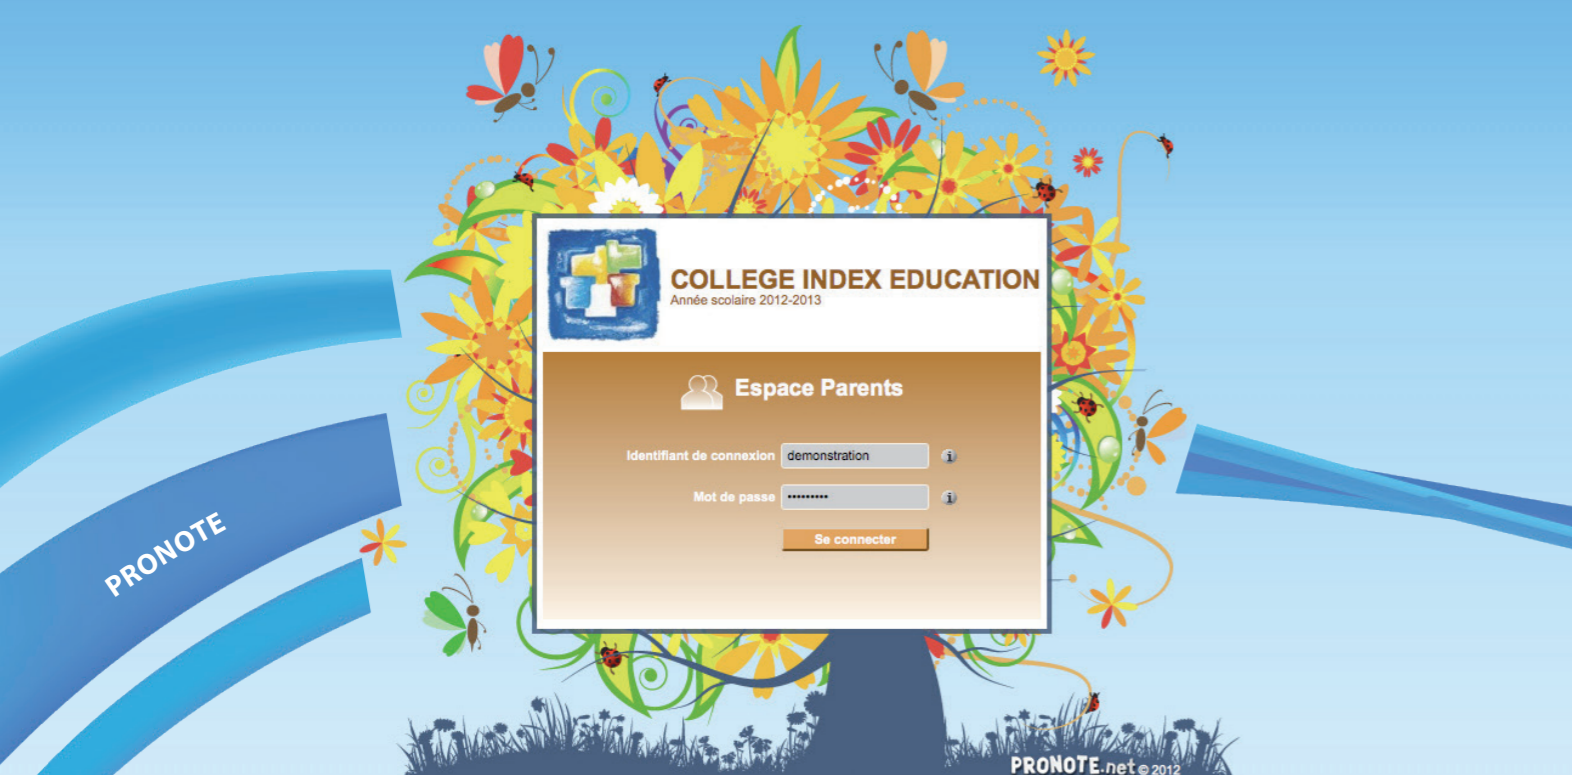 COLLEGE INDEX EDUCATION
Année scolaire 2012-2013
Espace Parents
Identifiant de connexion demonstration
Mot de passe •••••••••
Se connecter
PRONOTE
PRONOTE.net © 2012